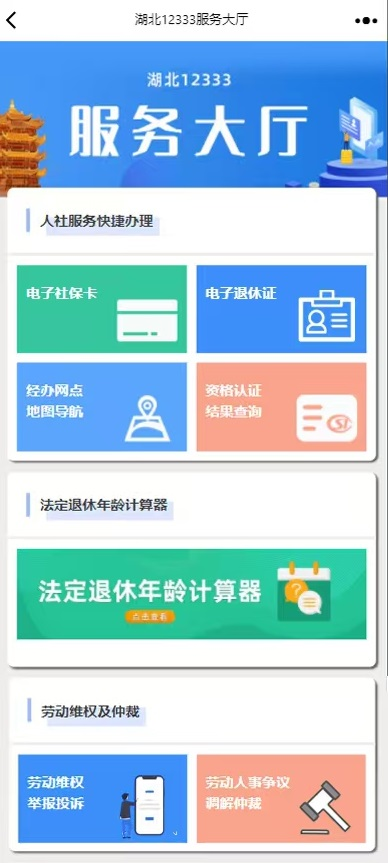 湖北12333服务大厅
湖北12333
服务大厅
人社服务快捷办理
电子社保卡
电子退休证
经办网点
地图导航
资格认证
结果查询
法定退休年龄计算器
法定退休年龄计算器
点击查看
劳动维权及仲裁
劳动维权
举报投诉
劳动人事争议
调解仲裁